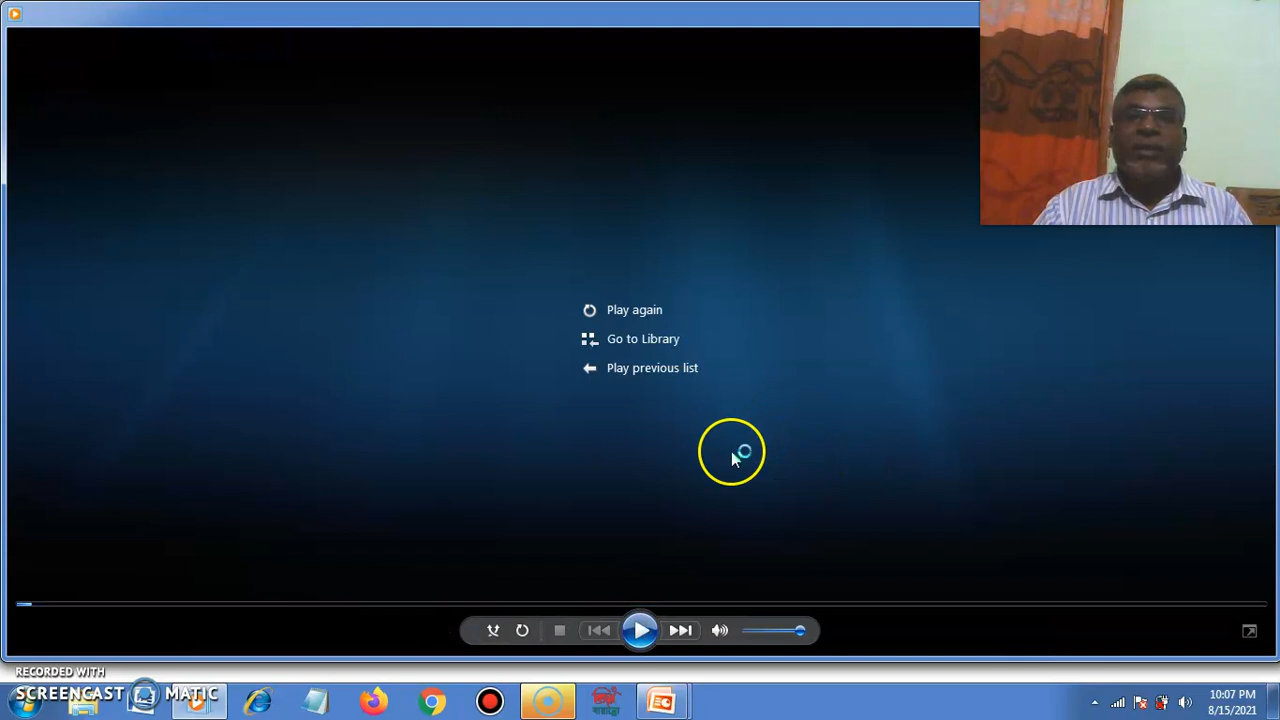 Play again
Go to Library
Play previous list
RECORDED WITH
SCREENCAST MATIC
10:07 PM
8/15/2021